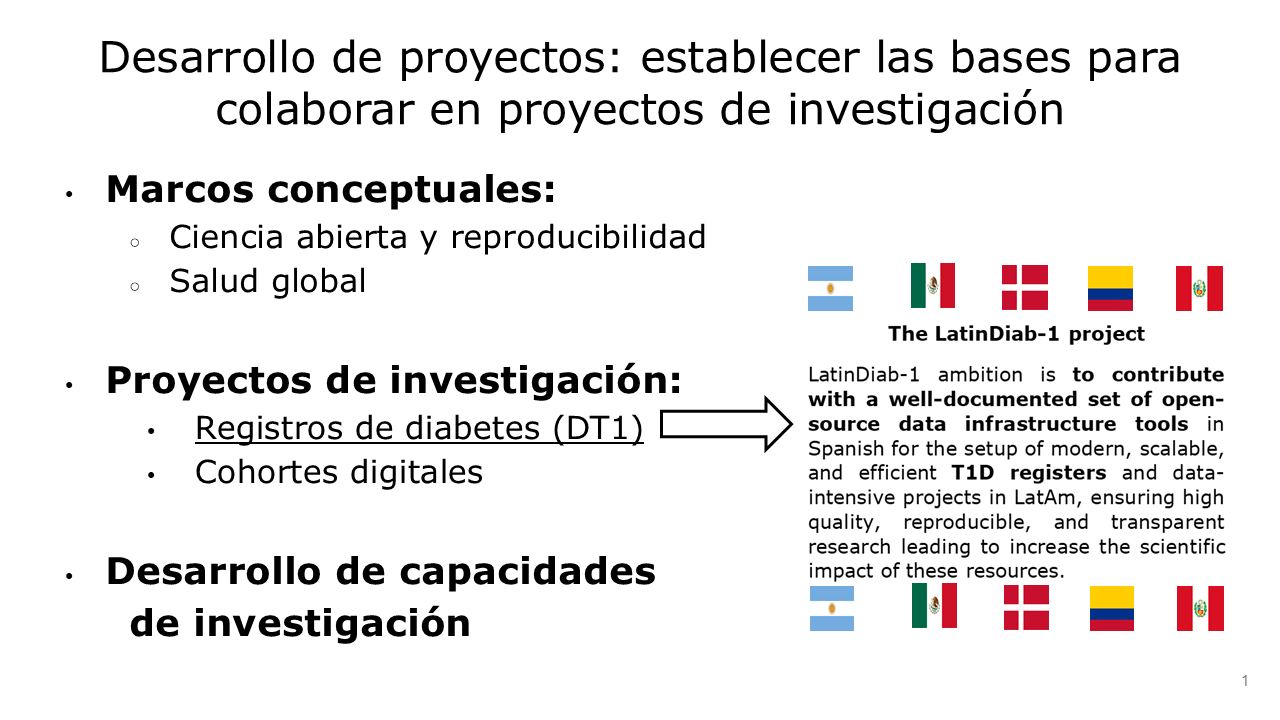 Desarrollo de proyectos: establecer las bases para
colaborar en proyectos de investigación
• Marcos conceptuales:
○ Ciencia abierta y reproducibilidad
○ Salud global
• Proyectos de investigación:
• Registros de diabetes (DT1)
• Cohortes digitales
• Desarrollo de capacidades
de investigación
The LatinDiab-1 project
LatinDiab-1 ambition is to contribute
with a well-documented set of open-
source data infrastructure tools in
Spanish for the setup of modern, scalable,
and efficient T1D registers and data-
intensive projects in LatAm, ensuring high
quality, reproducible, and transparent
research leading to increase the scientific
impact of these resources.
1